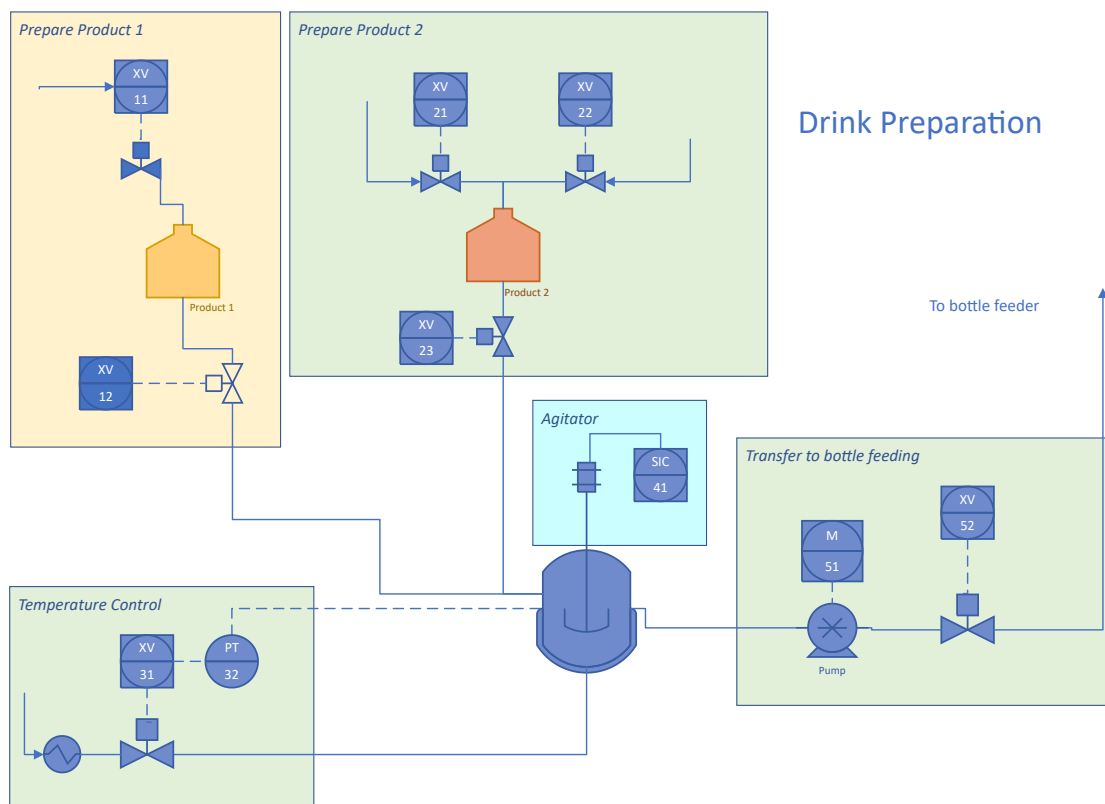 Prepare Product 1
XV
11
Product 1
XV
12
Prepare Product 2
XV
21
XV
22
Product 2
XV
23
Drink Preparation
To bottle feeder
Agitator
SIC
41
Transfer to bottle feeding
M
51
XV
52
Pump
Temperature Control
XV
31
PT
32